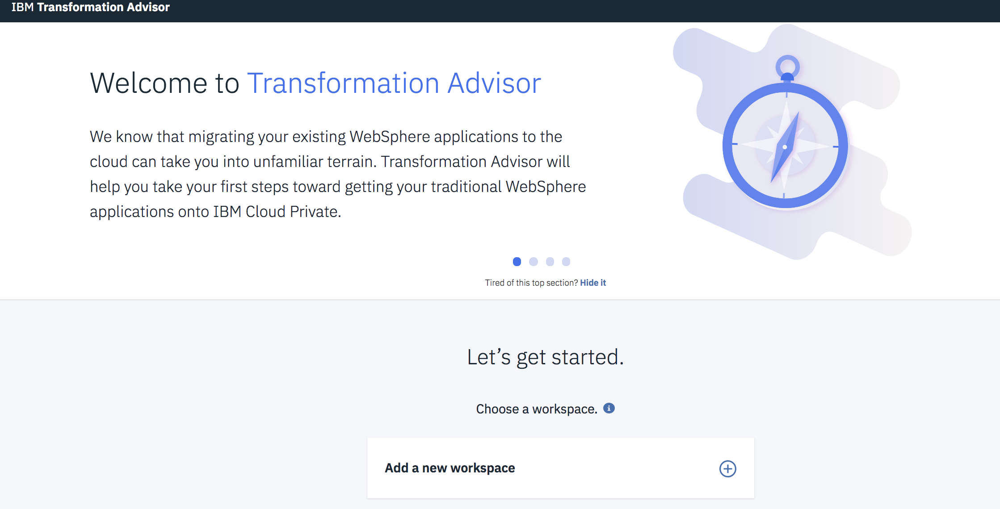 IBM Transformation Advisor
Welcome to Transformation Advisor
We know that migrating your existing WebSphere applications to the
cloud can take you into unfamiliar terrain. Transformation Advisor will
help you take your first steps toward getting your traditional WebSphere
applications onto IBM Cloud Private.
Tired of this top section? Hide it
Let’s get started.
Choose a workspace.
Add a new workspace